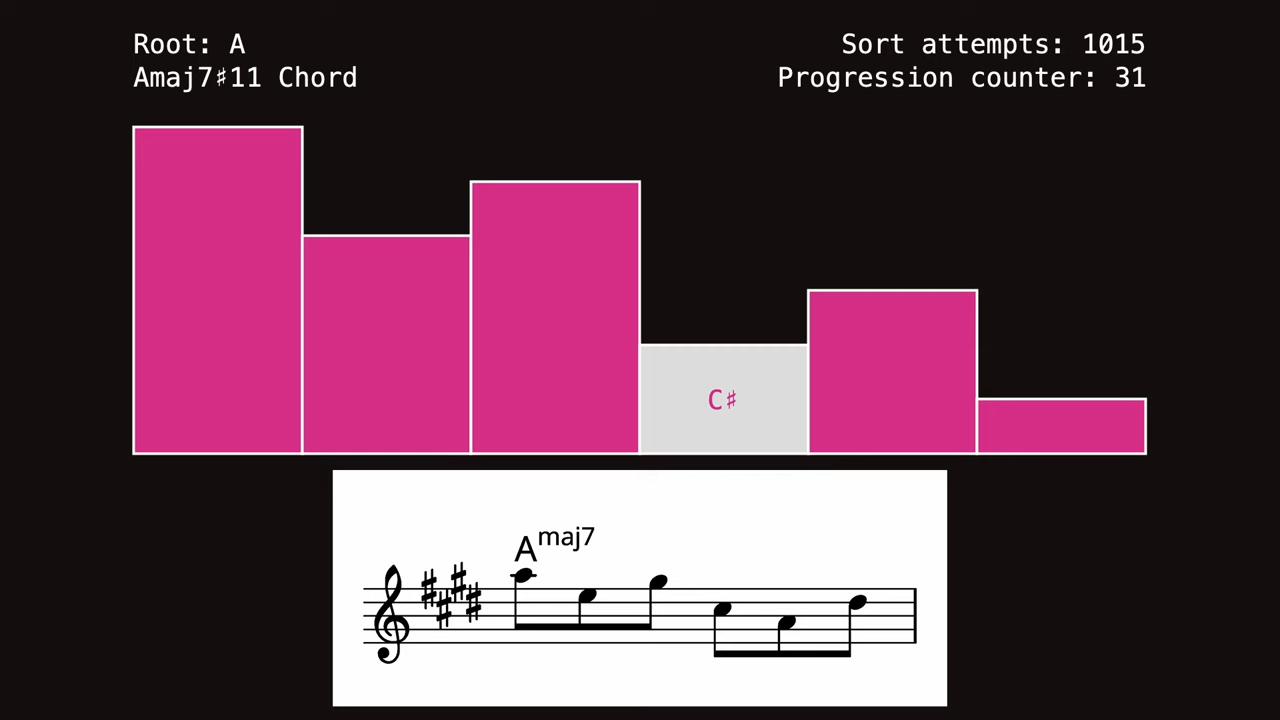 Root: A
Amaj7♯11 Chord
Sort attempts: 1015
Progression counter: 31
C♯
Amaj7